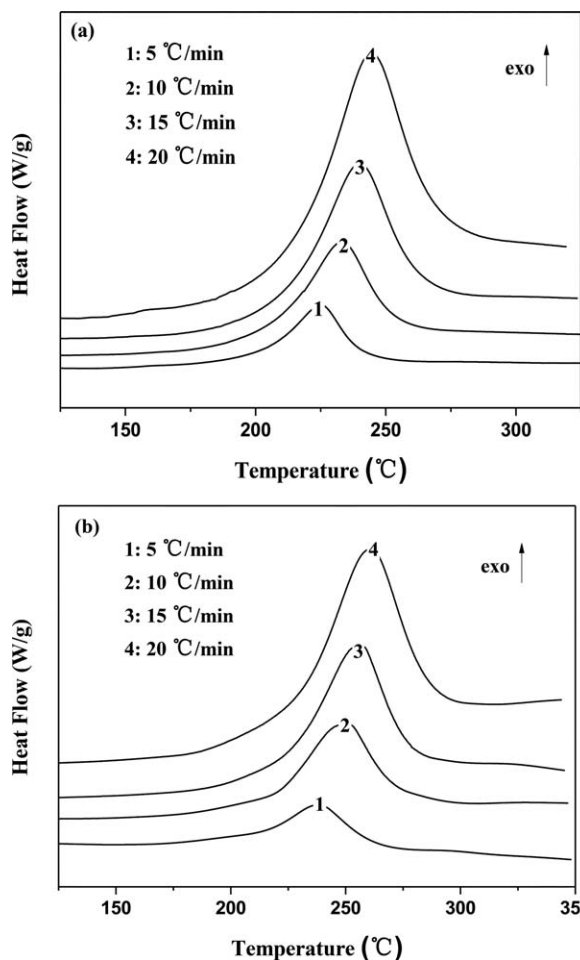 (a)
1: 5 ℃/min
2: 10 ℃/min
3: 15 ℃/min
4: 20 ℃/min
exo
4
3
2
1
Heat Flow (W/g)
150 200 250 300
Temperature (℃)
(b)
1: 5 ℃/min
2: 10 ℃/min
3: 15 ℃/min
4: 20 ℃/min
exo
4
3
2
1
Heat Flow (W/g)
150 200 250 300 35
Temperature (℃)